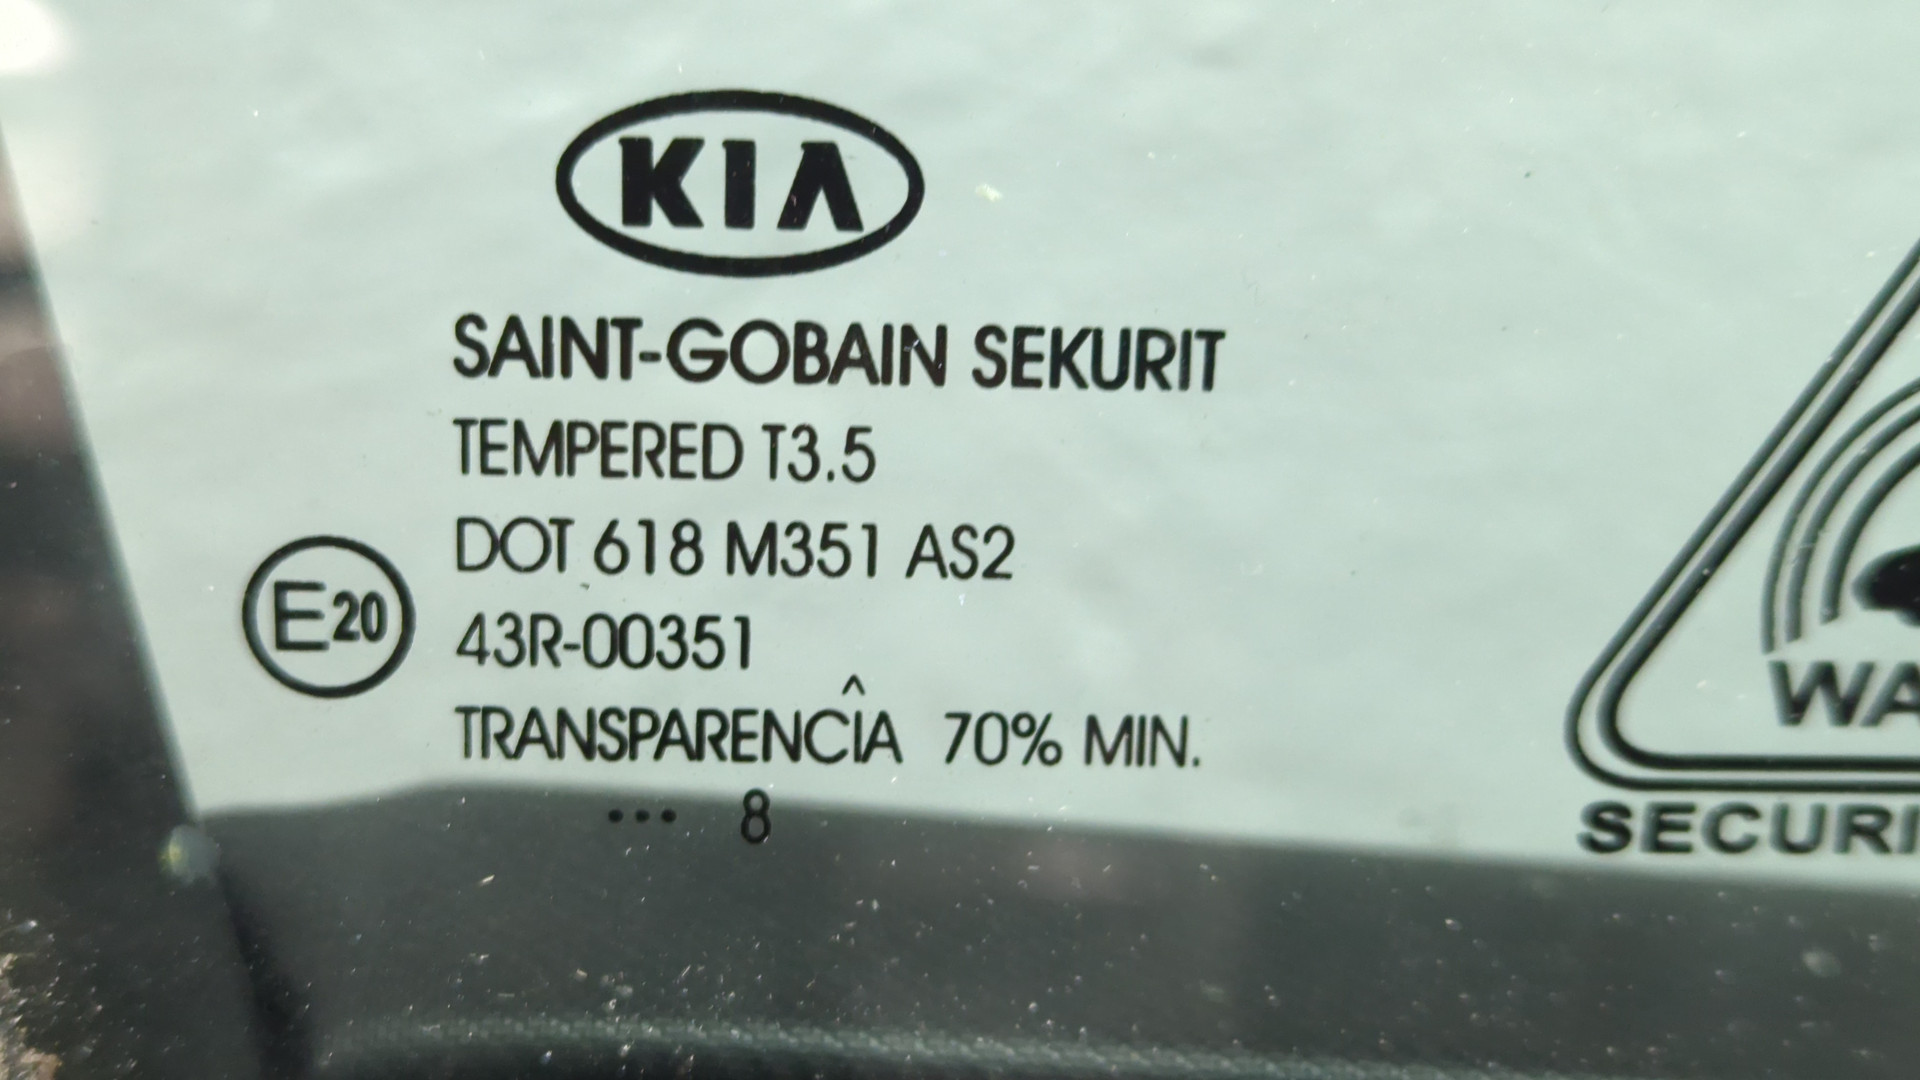 KIA
SAINT-GOBAIN SEKURIT
TEMPERED T3.5
DOT 618 M351 AS2
E20
43R-00351
^
TRANSPARENCÎA 70% MIN.
... 8
WA
SECURI